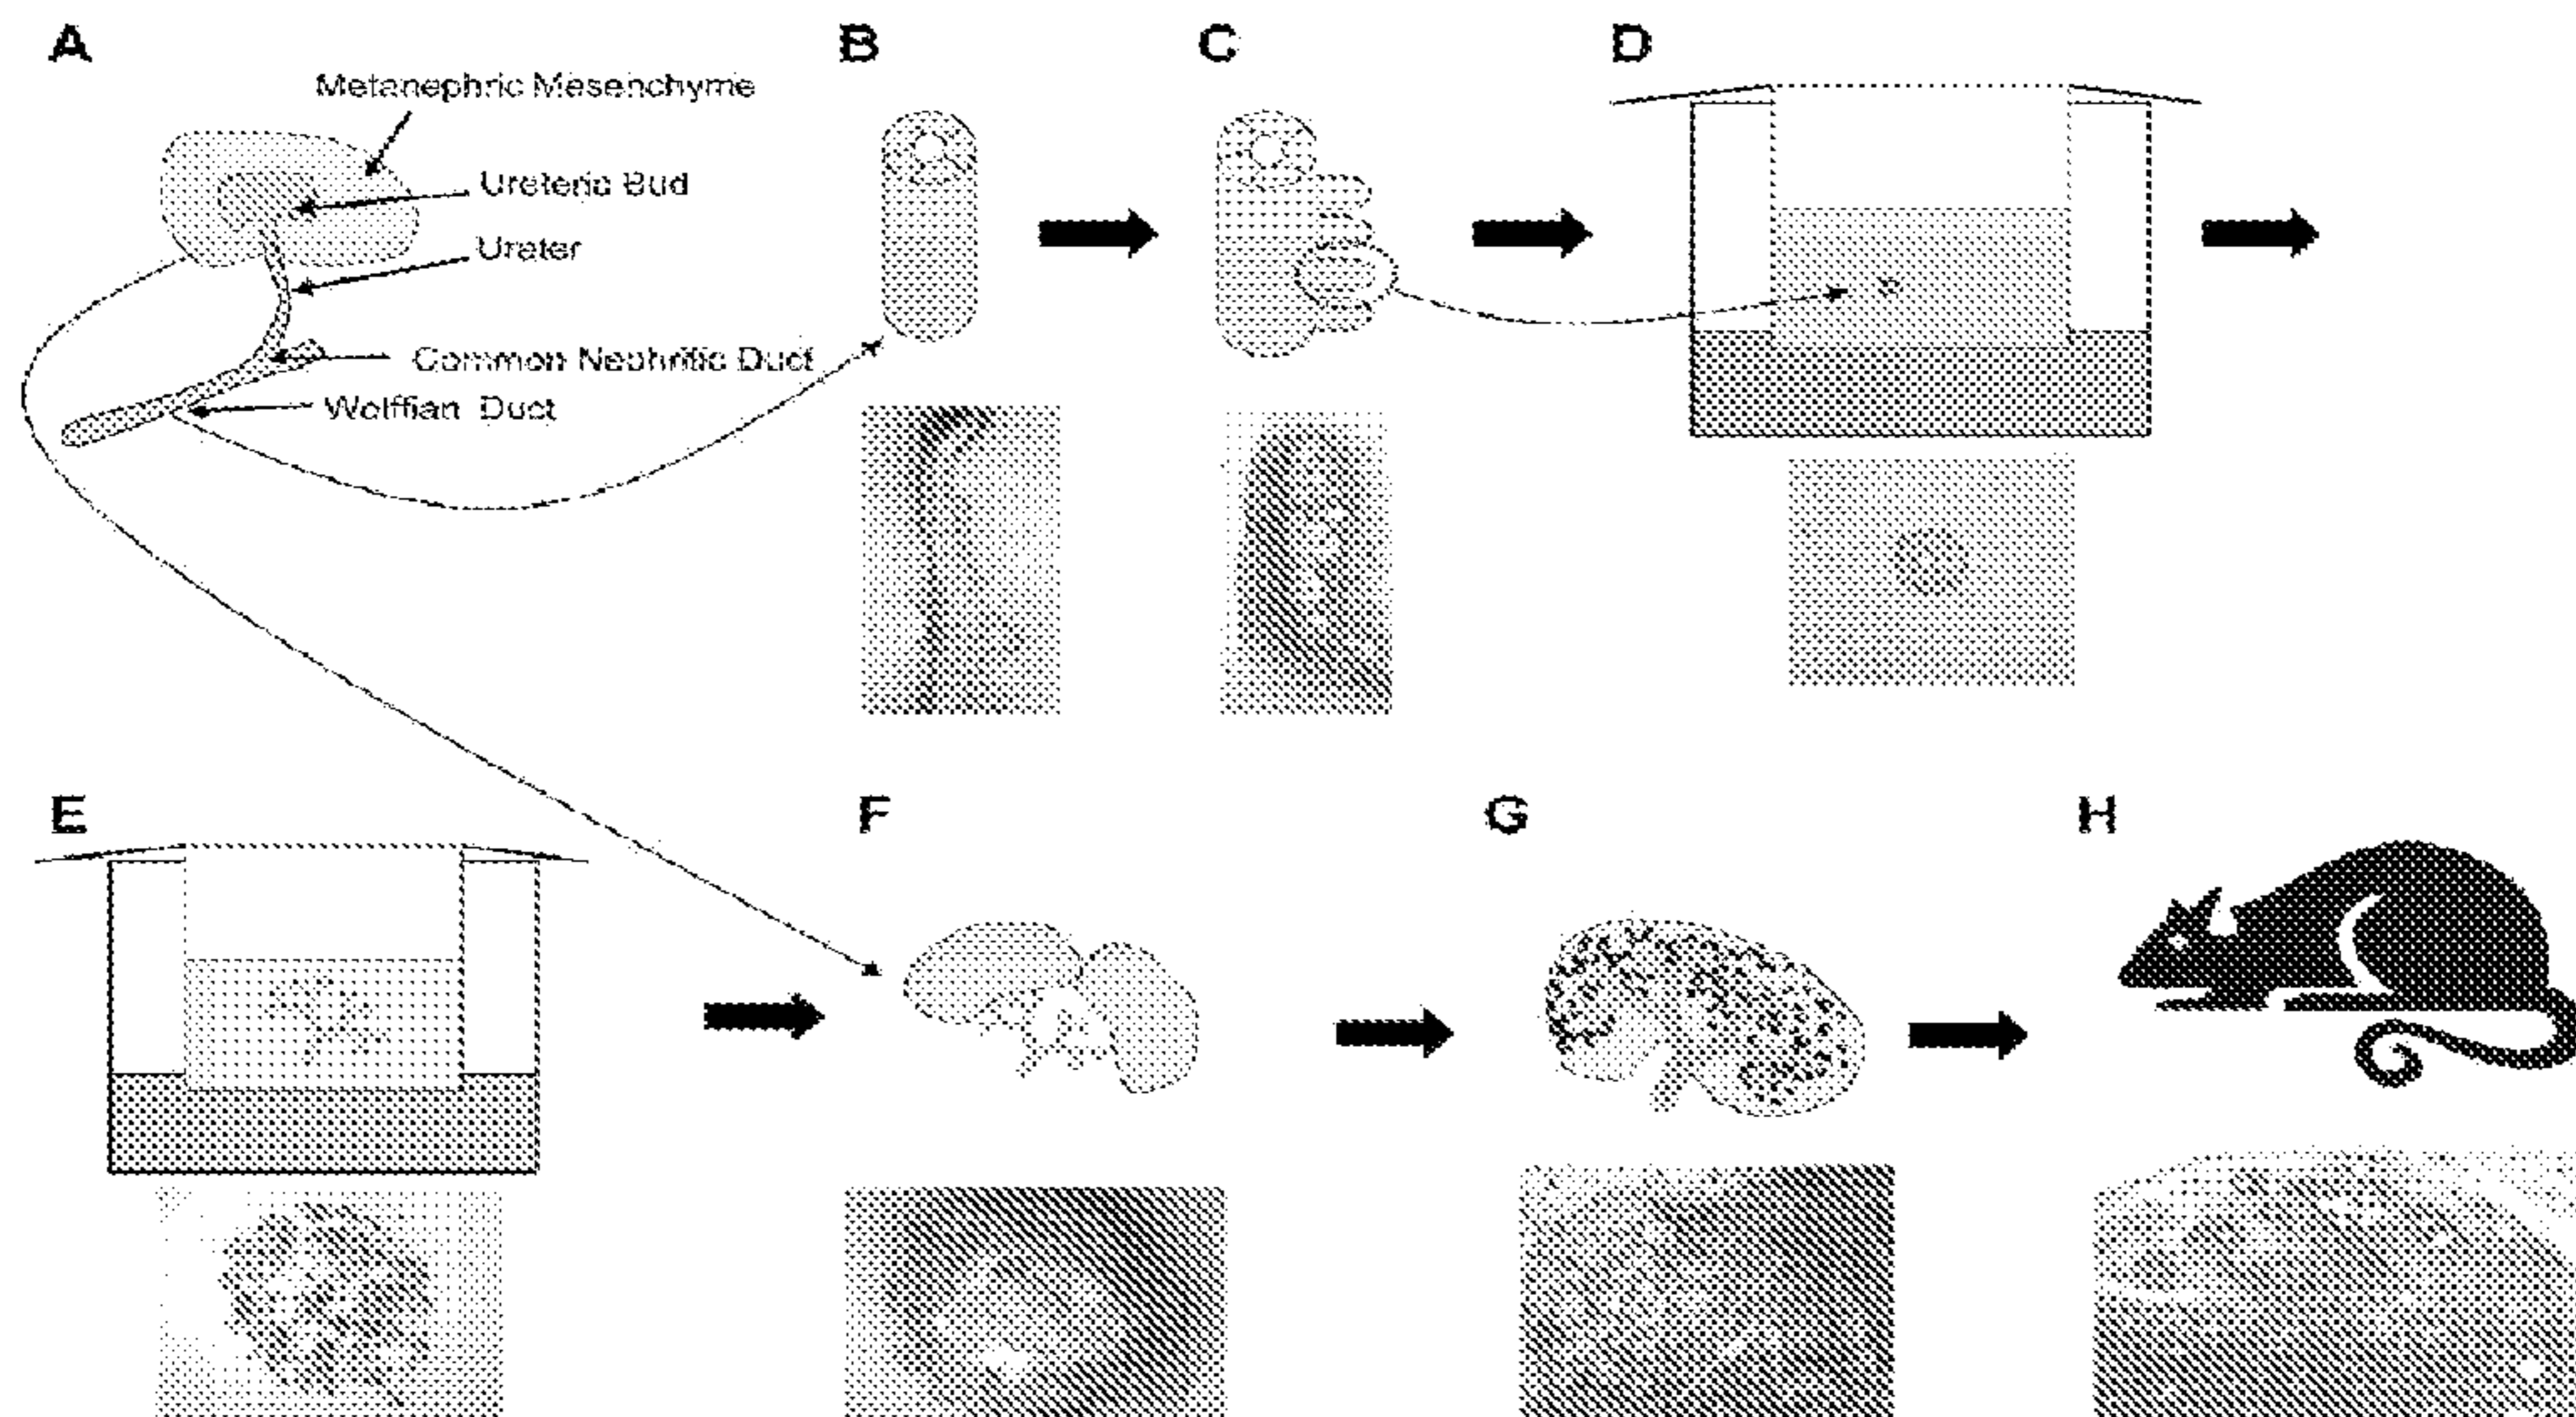 A
B
C
D
Metanephric Mesenchyme
Ureteric Bud
Ureter
Common Nephritic Duct
Wolffian Duct
E
F
G
H